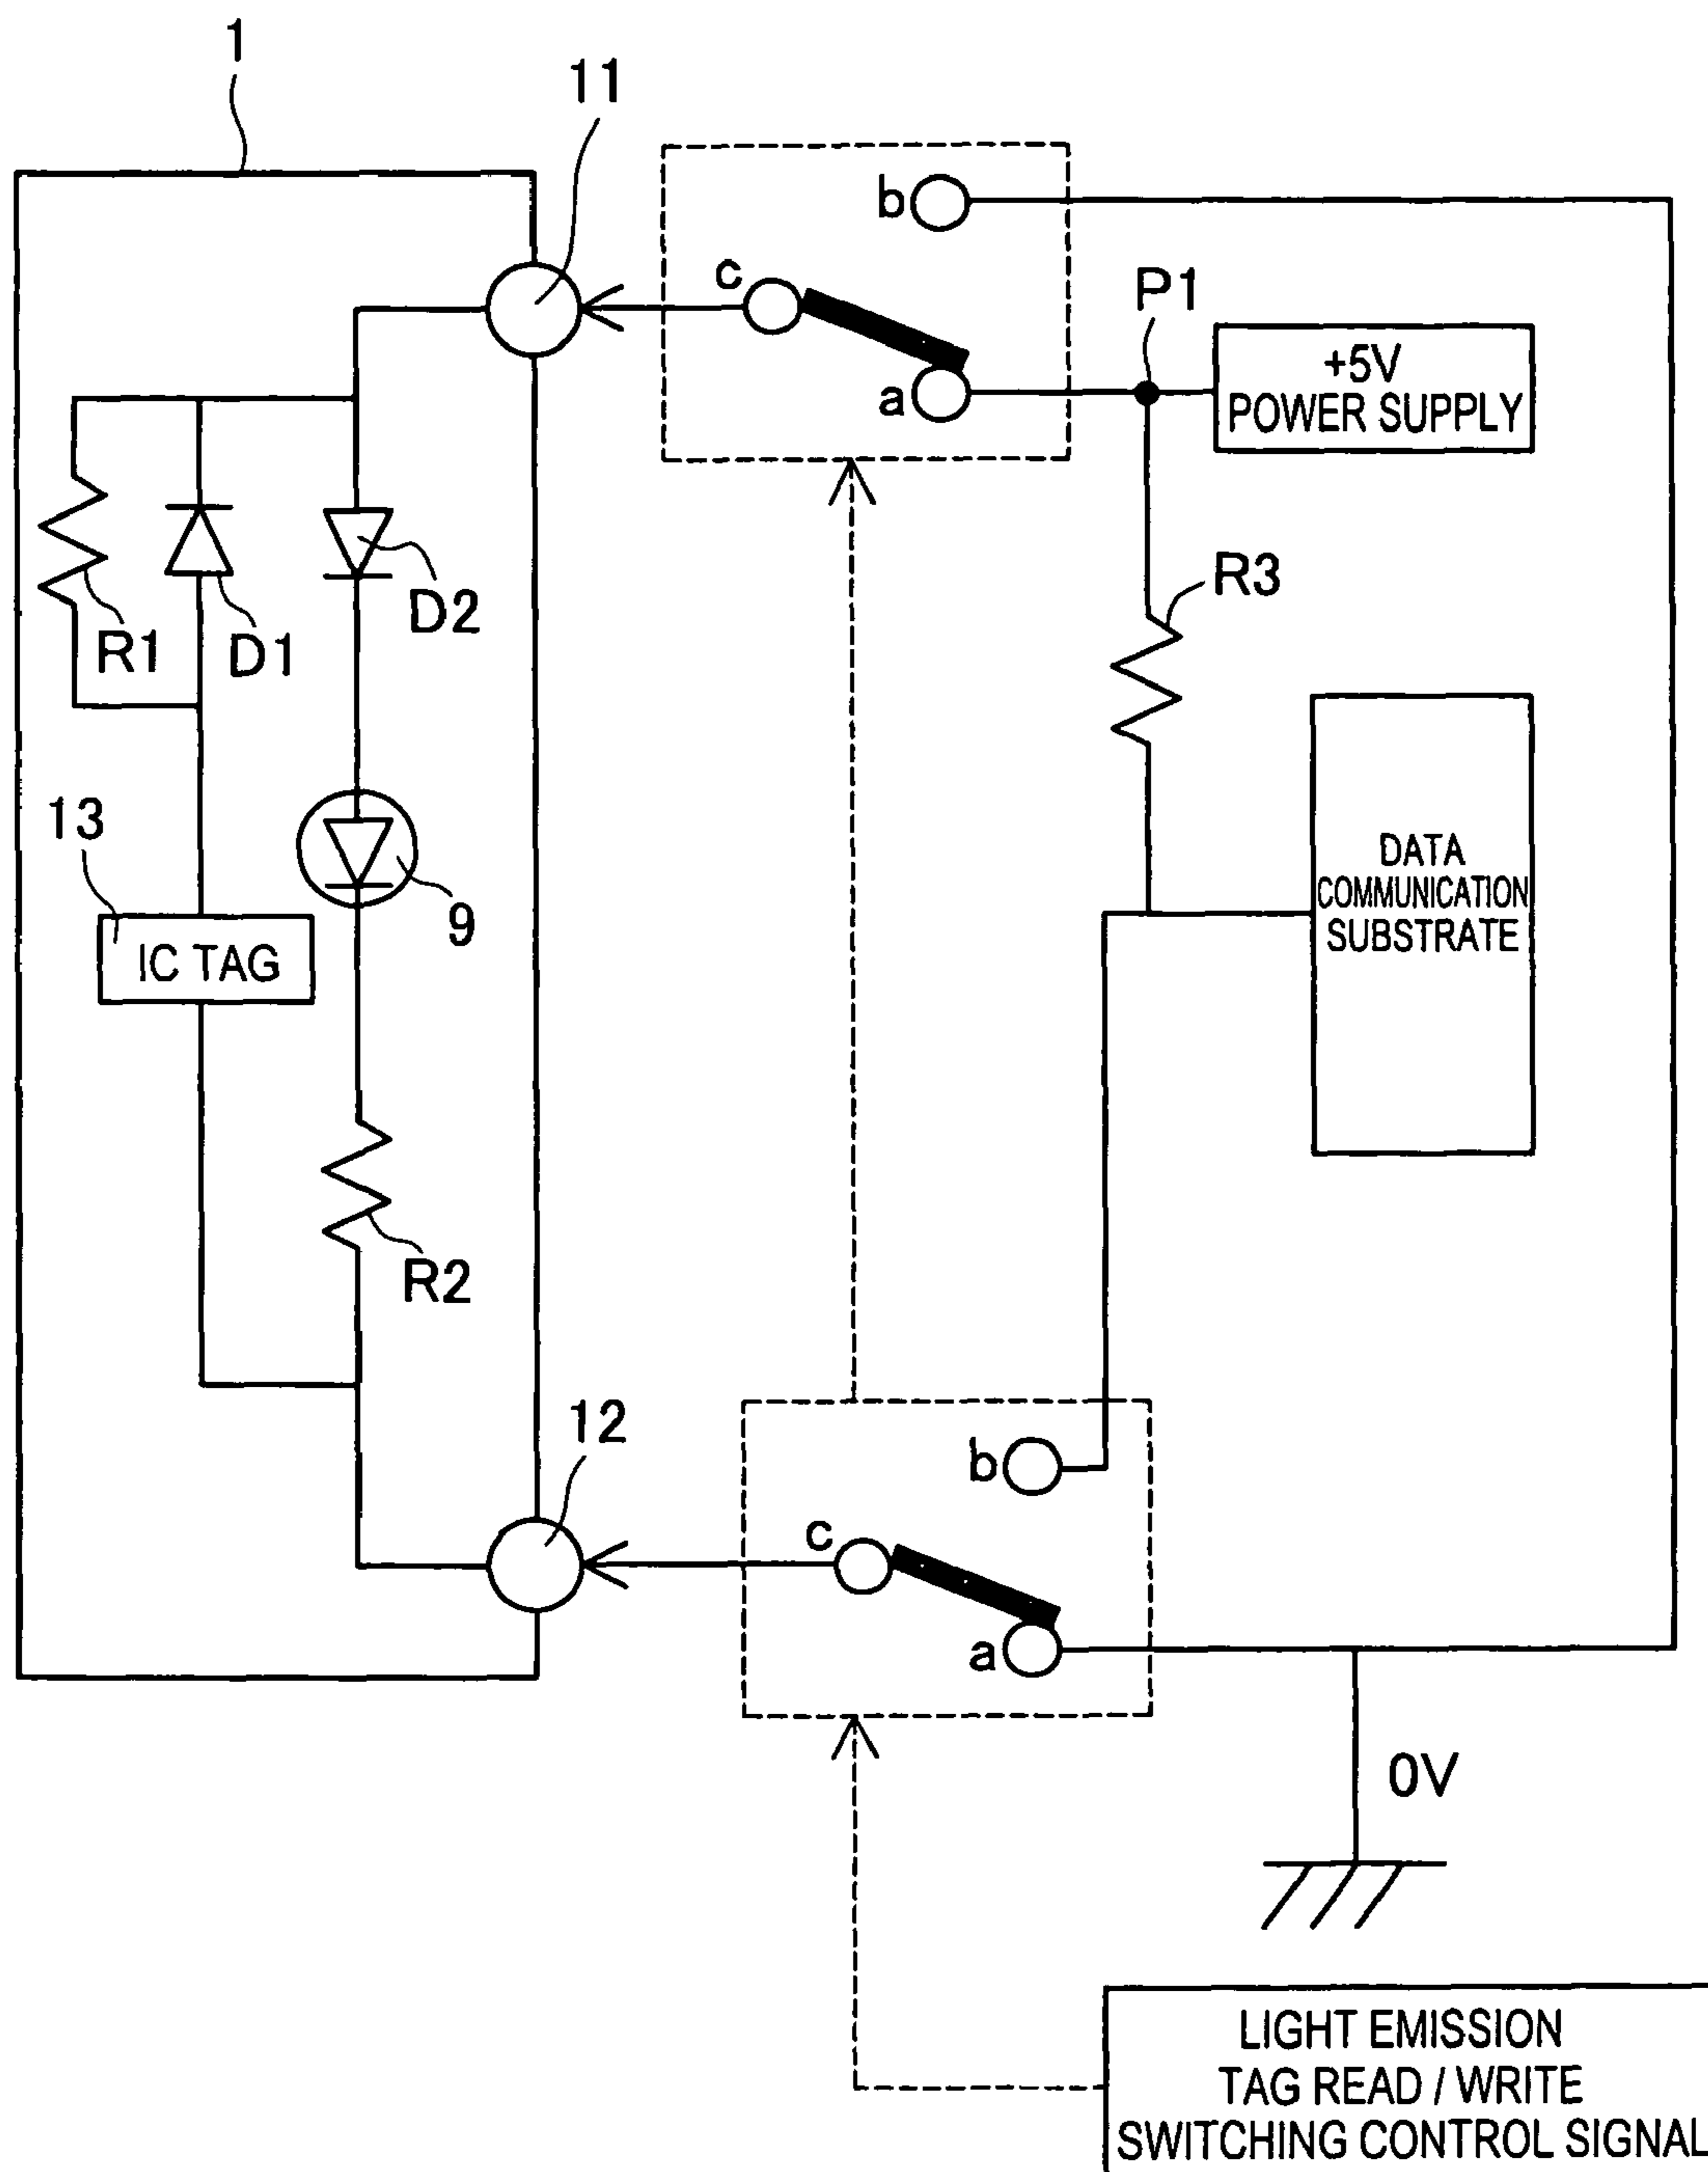 1
11
b
c
P1
+5V
POWER SUPPLY
a
R3
D2
R1
D1
13
DATA
COMMUNICATION
SUBSTRATE
9
IC TAG
R2
12
b
c
a
0V
LIGHT EMISSION
TAG READ / WRITE
SWITCHING CONTROL SIGNAL